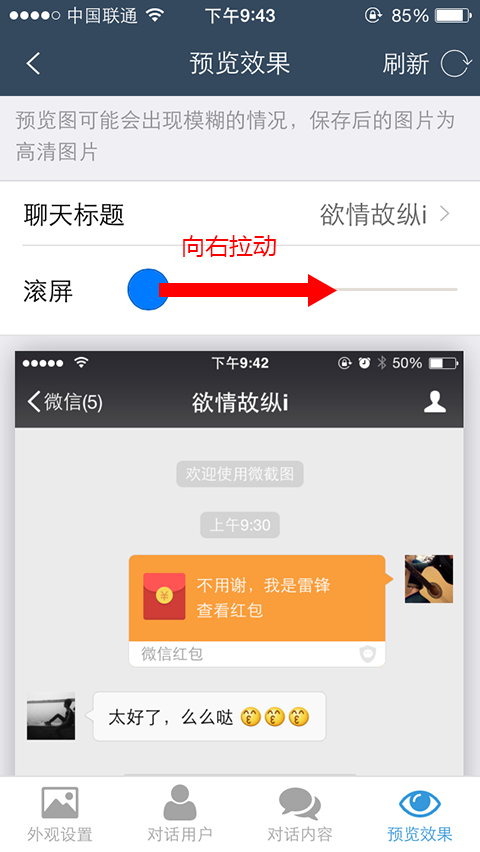 中国联通 下午9:43 85%
预览效果 刷新
预览图可能会出现模糊的情况，保存后的图片为
高清图片
聊天标题 欲情故纵i
向右拉动
滚屏
下午9:42 50%
微信(5) 欲情故纵i
欢迎使用微截图
上午9:30
不用谢，我是雷锋
查看红包
微信红包
太好了，么么哒
外观设置 对话用户 对话内容 预览效果